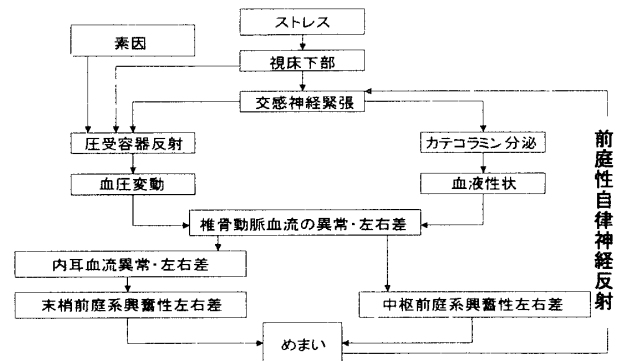 ストレス
素因
視床下部
交感神経緊張
圧受容器反射
カテコラミン分泌
血圧変動
血液性状
椎骨動脈血流の異常・左右差
内耳血流異常・左右差
末梢前庭系興奮性左右差
中枢前庭系興奮性左右差
めまい
前庭性自律神経反射